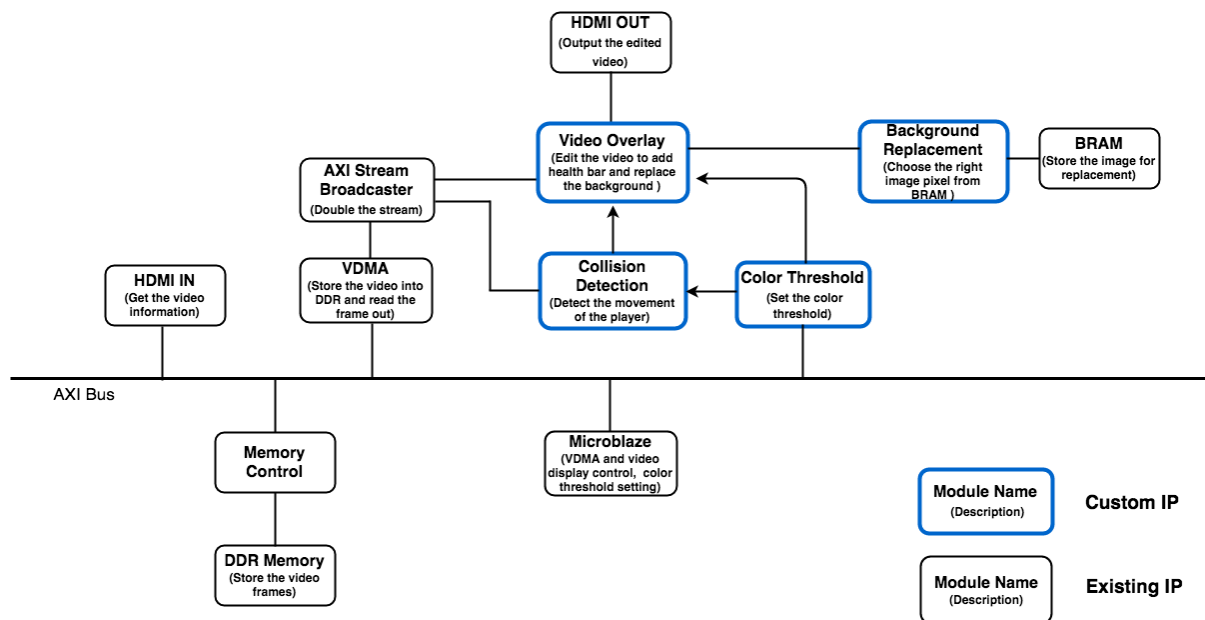 HDMI OUT
(Output the edited
video)
Video Overlay
(Edit the video to add
health bar and replace
the background )
Background
Replacement
(Choose the right
image pixel from
BRAM )
BRAM
(Store the image for
replacement)
AXI Stream
Broadcaster
(Double the stream)
HDMI IN
(Get the video
information)
VDMA
(Store the video into
DDR and read the
frame out)
Collision
Detection
(Detect the movement
of the player)
Color Threshold
(Set the color
threshold)
AXI Bus
Memory
Control
Microblaze
(VDMA and video
display control, color
threshold setting)
DDR Memory
(Store the video
frames)
Module Name
(Description)
Custom IP
Module Name
(Description)
Existing IP